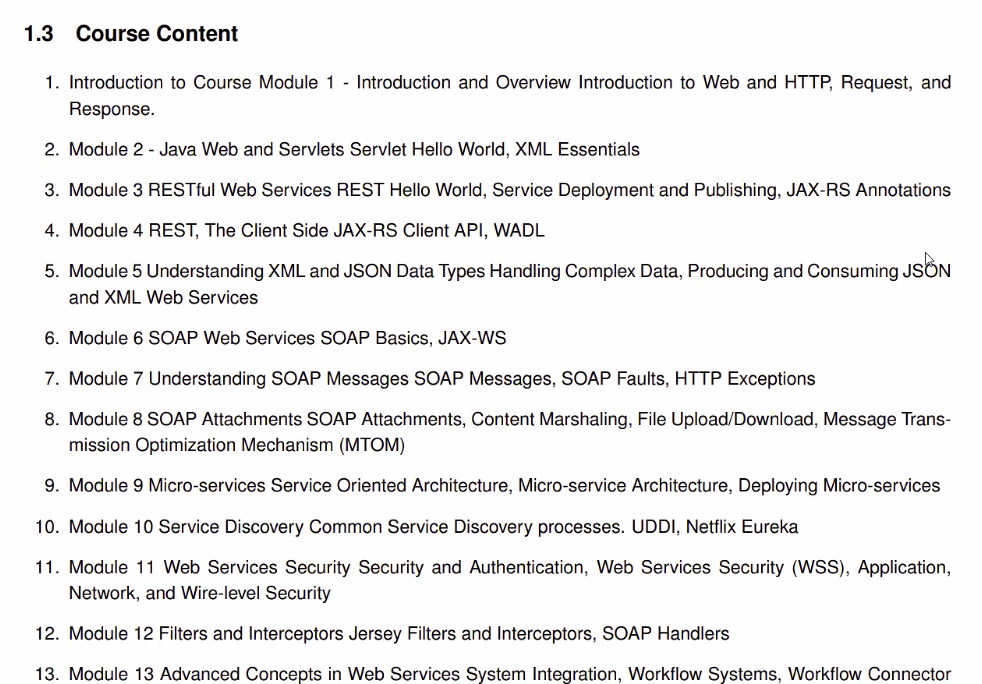 1.3 Course Content
1. Introduction to Course Module 1 - Introduction and Overview Introduction to Web and HTTP, Request, and
Response.
2. Module 2 - Java Web and Servlets Servlet Hello World, XML Essentials
3. Module 3 RESTful Web Services REST Hello World, Service Deployment and Publishing, JAX-RS Annotations
4. Module 4 REST, The Client Side JAX-RS Client API, WADL
5. Module 5 Understanding XML and JSON Data Types Handling Complex Data, Producing and Consuming JSON
and XML Web Services
6. Module 6 SOAP Web Services SOAP Basics, JAX-WS
7. Module 7 Understanding SOAP Messages SOAP Messages, SOAP Faults, HTTP Exceptions
8. Module 8 SOAP Attachments SOAP Attachments, Content Marshaling, File Upload/Download, Message Trans-
mission Optimization Mechanism (MTOM)
9. Module 9 Micro-services Service Oriented Architecture, Micro-service Architecture, Deploying Micro-services
10. Module 10 Service Discovery Common Service Discovery processes. UDDI, Netflix Eureka
11. Module 11 Web Services Security Security and Authentication, Web Services Security (WSS), Application,
Network, and Wire-level Security
12. Module 12 Filters and Interceptors Jersey Filters and Interceptors, SOAP Handlers
13. Module 13 Advanced Concepts in Web Services System Integration, Workflow Systems, Workflow Connector